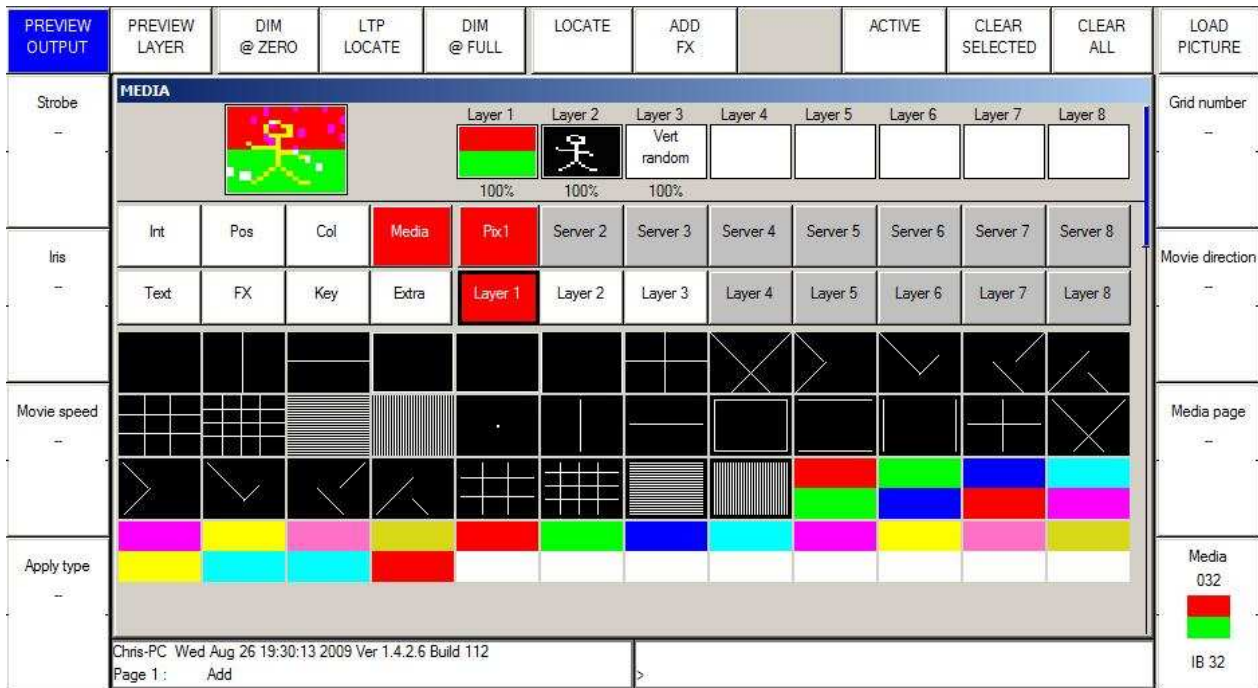 PREVIEW OUTPUT
PREVIEW LAYER
DIM @ ZERO
LTP LOCATE
DIM @ FULL
LOCATE
ADD FX
ACTIVE
CLEAR SELECTED
CLEAR ALL
LOAD PICTURE
Strobe
--
Iris
--
Movie speed
--
Apply type
--
MEDIA
Layer 1
Layer 2
Layer 3
Layer 4
Layer 5
Layer 6
Layer 7
Layer 8
Vert random
100%
100%
100%
Int
Pos
Col
Media
Pix1
Server 2
Server 3
Server 4
Server 5
Server 6
Server 7
Server 8
Text
FX
Key
Extra
Layer 1
Layer 2
Layer 3
Layer 4
Layer 5
Layer 6
Layer 7
Layer 8
Grid number
--
Movie direction
--
Media page
--
Media
032
IB 32
Chris-PC Wed Aug 26 19:30:13 2009 Ver 1.4.2.6 Build 112
Page 1 : Add
>